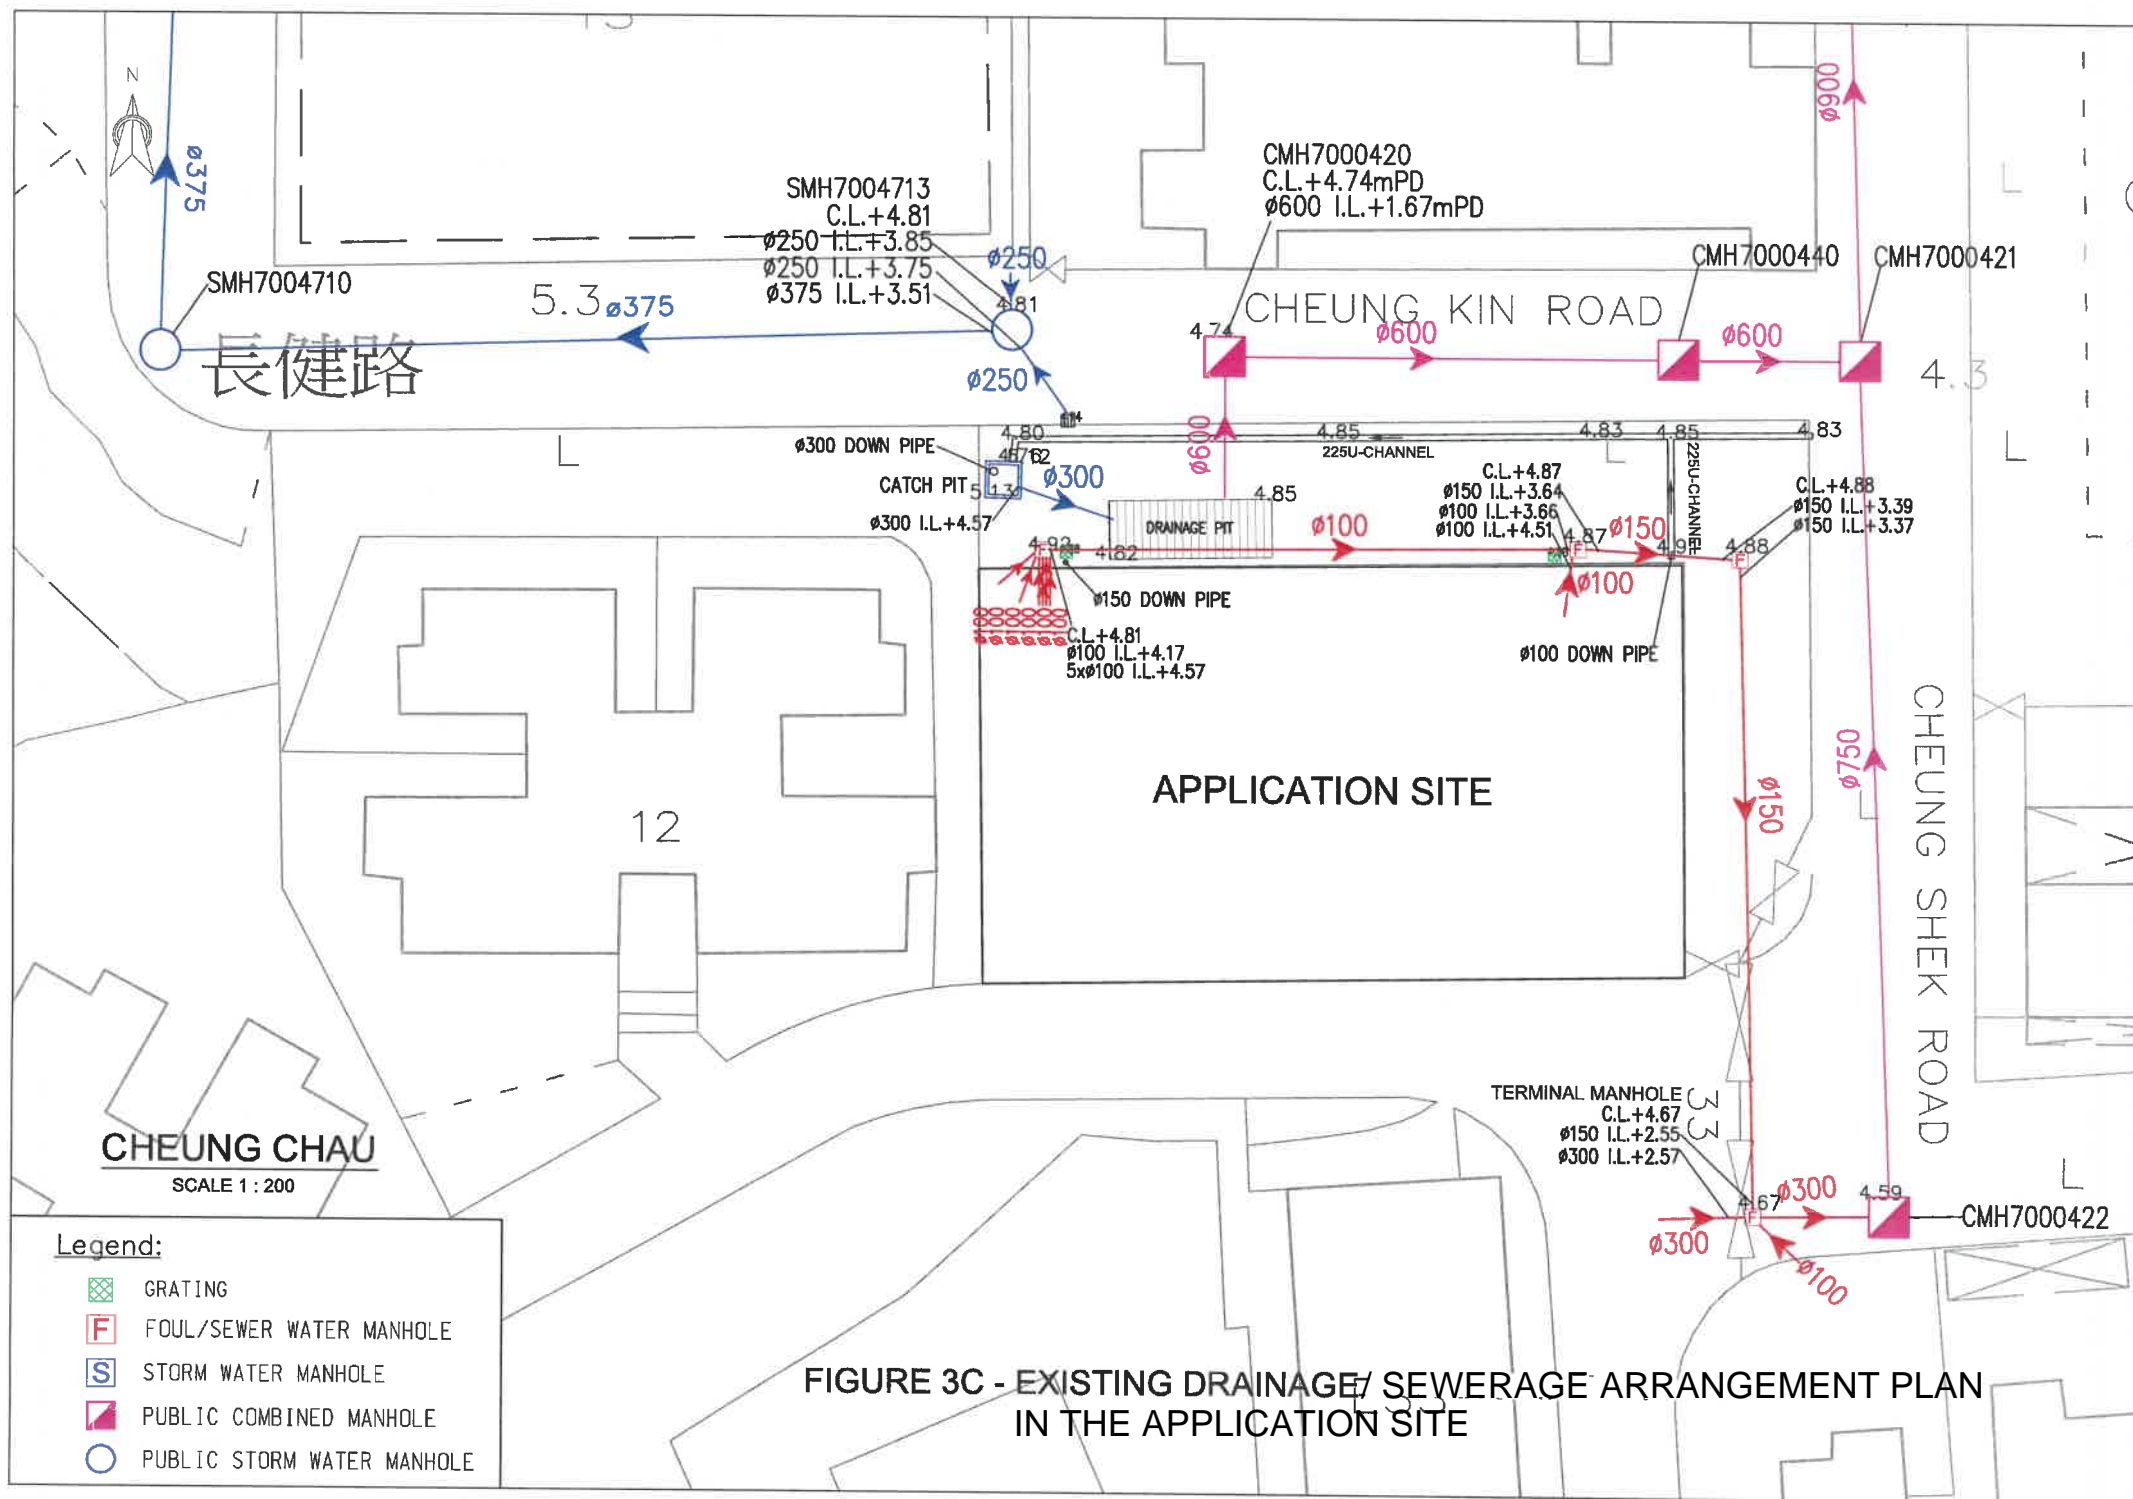 N
ø375
SMH7004713
C.L.+4.81
ø250 I.L.+3.85
ø250 I.L.+3.75
ø375 I.L.+3.51
ø250
4.81
SMH7004710
5.3
ø375
長健路
ø250
CMH7000420
C.L.+4.74mPD
ø600 I.L.+1.67mPD
4.74
CHEUNG KIN ROAD
ø600
CMH7000440
ø600
CMH7000421
ø900
4.3
ø900
4.80
4.85
4.83
4.85
4.83
225U-CHANNEL
225U-CHANNEL
ø300 DOWN PIPE
CATCH PIT
5.13
ø300 I.L.+4.57
ø300
DRAINAGE PIT
4.85
4.92
4.82
ø100
C.L.+4.87
ø150 I.L.+3.64
ø100 I.L.+3.66
ø100 I.L.+4.51
4.87
ø150
4.88
C.L.+4.88
ø150 I.L.+3.39
ø150 I.L.+3.37
F
F
ø100
ø150 DOWN PIPE
C.L.+4.81
ø100 I.L.+4.17
5xø100 I.L.+4.57
ø100 DOWN PIPE
APPLICATION SITE
12
ø150
ø750
CHEUNG SHEK ROAD
TERMINAL MANHOLE
C.L.+4.67
ø150 I.L.+2.55
ø300 I.L.+2.57
33
4.67
F
ø300
4.59
CMH7000422
ø300
ø100
CHEUNG CHAU
SCALE 1 : 200
Legend:
GRATING
F FOUL/SEWER WATER MANHOLE
S STORM WATER MANHOLE
PUBLIC COMBINED MANHOLE
PUBLIC STORM WATER MANHOLE
FIGURE 3C - EXISTING DRAINAGE/ SEWERAGE ARRANGEMENT PLAN
IN THE APPLICATION SITE